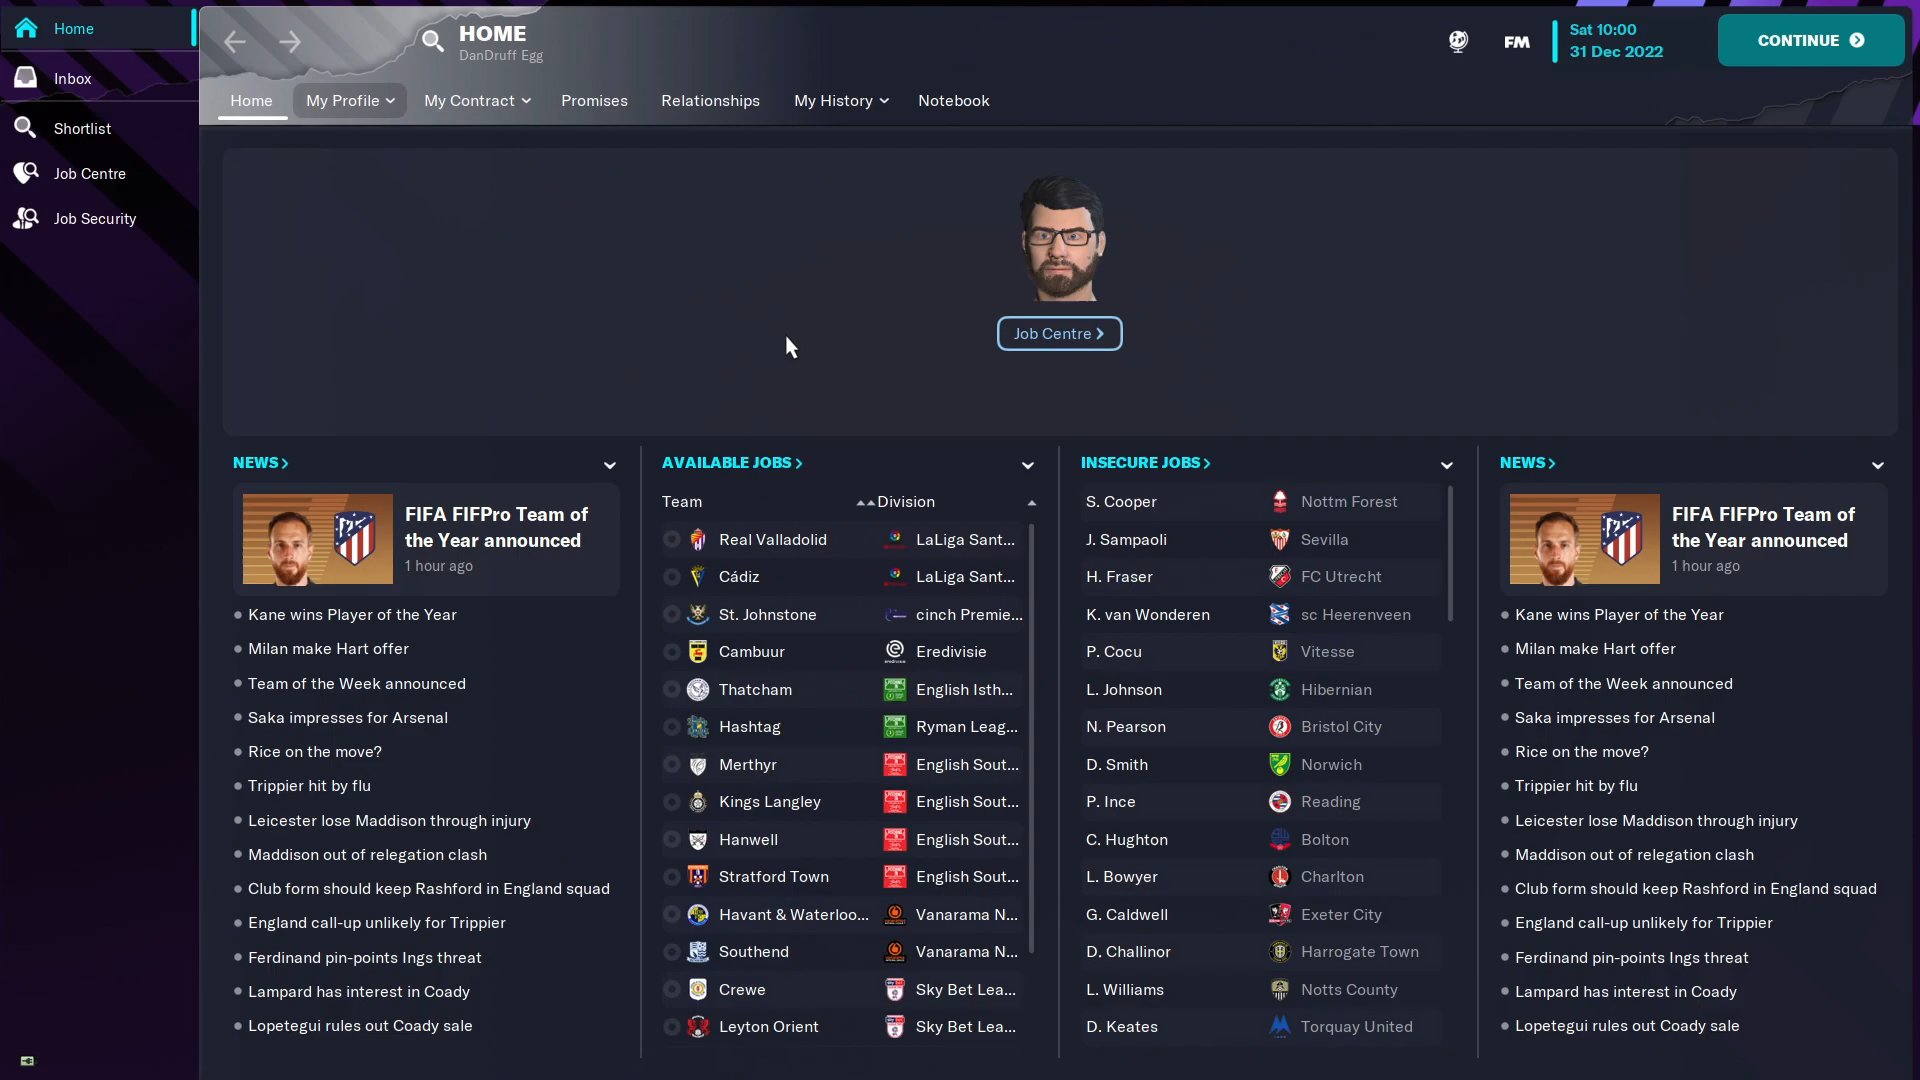 Home
Inbox
Shortlist
Job Centre
Job Security
HOME
DanDruff Egg
FM
Sat 10:00
31 Dec 2022
CONTINUE
Home
My Profile
My Contract
Promises
Relationships
My History
Notebook
Job Centre
NEWS
FIFA FIFPro Team of
the Year announced
1 hour ago
Kane wins Player of the Year
Milan make Hart offer
Team of the Week announced
Saka impresses for Arsenal
Rice on the move?
Trippier hit by flu
Leicester lose Maddison through injury
Maddison out of relegation clash
Club form should keep Rashford in England squad
England call-up unlikely for Trippier
Ferdinand pin-points Ings threat
Lampard has interest in Coady
Lopetegui rules out Coady sale
AVAILABLE JOBS
Team Division
Real Valladolid LaLiga Sant...
Cádiz LaLiga Sant...
St. Johnstone cinch Premie...
Cambuur Eredivisie
Thatcham English Isth...
Hashtag Ryman Leag...
Merthyr English Sout...
Kings Langley English Sout...
Hanwell English Sout...
Stratford Town English Sout...
Havant & Waterloo... Vanarama N...
Southend Vanarama N...
Crewe Sky Bet Lea...
Leyton Orient Sky Bet Lea...
INSECURE JOBS
S. Cooper Nottm Forest
J. Sampaoli Sevilla
H. Fraser FC Utrecht
K. van Wonderen sc Heerenveen
P. Cocu Vitesse
L. Johnson Hibernian
N. Pearson Bristol City
D. Smith Norwich
P. Ince Reading
C. Hughton Bolton
L. Bowyer Charlton
G. Caldwell Exeter City
D. Challinor Harrogate Town
L. Williams Notts County
D. Keates Torquay United
NEWS
FIFA FIFPro Team of
the Year announced
1 hour ago
Kane wins Player of the Year
Milan make Hart offer
Team of the Week announced
Saka impresses for Arsenal
Rice on the move?
Trippier hit by flu
Leicester lose Maddison through injury
Maddison out of relegation clash
Club form should keep Rashford in England squad
England call-up unlikely for Trippier
Ferdinand pin-points Ings threat
Lampard has interest in Coady
Lopetegui rules out Coady sale